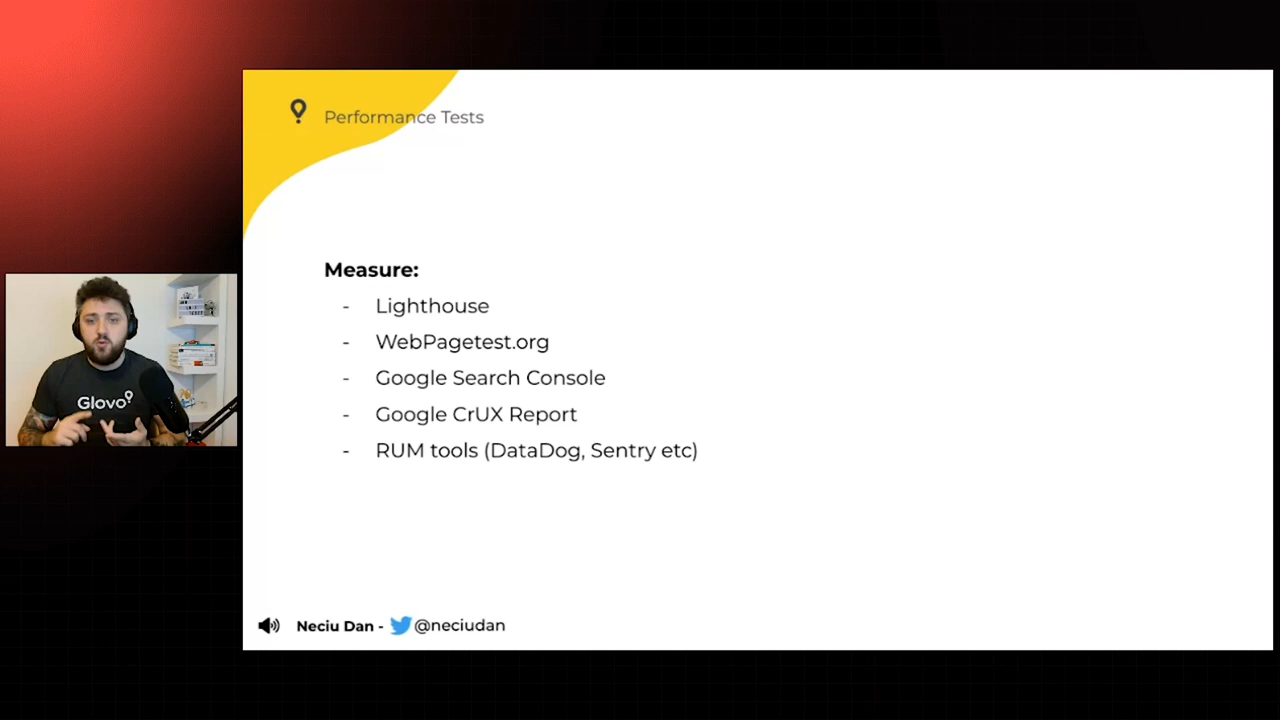 Performance Tests
Measure:
- Lighthouse
- WebPagetest.org
- Google Search Console
- Google CrUX Report
- RUM tools (DataDog, Sentry etc)
Glovo
Neciu Dan - @neciudan